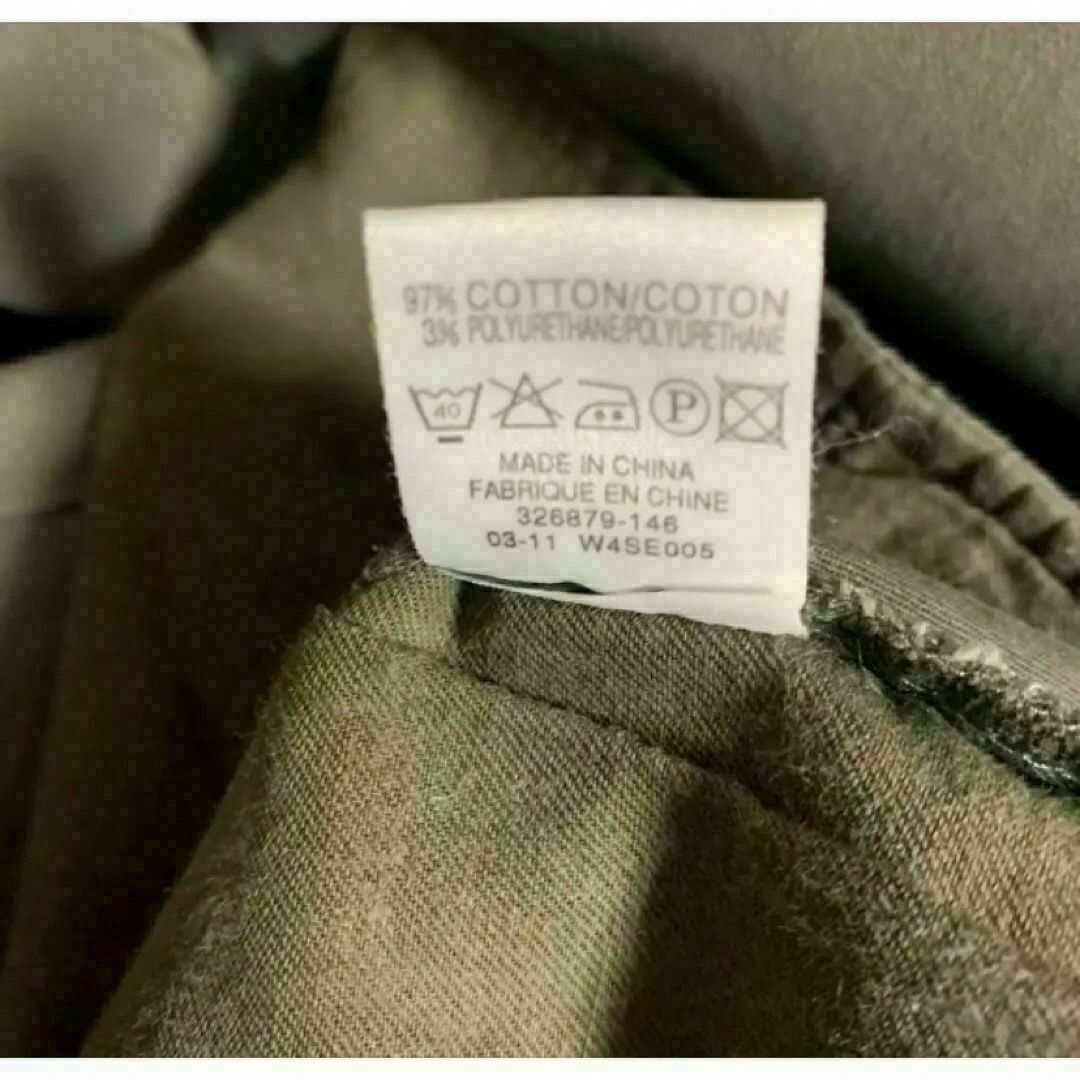 97% COTTON/COTON
3% POLYURETHANE/POLYURETHANE
40 P
MADE IN CHINA
FABRIQUE EN CHINE
326879-146
03-11 W4SE005